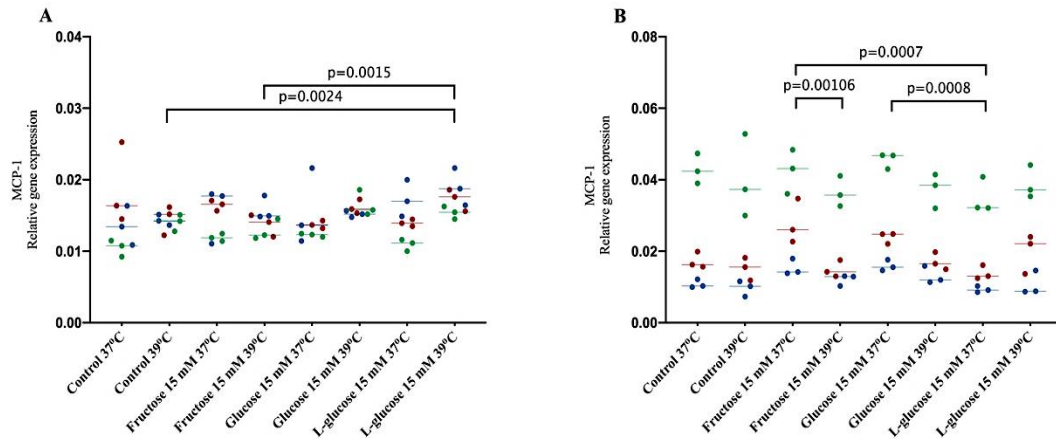 A
MCP-1
Relative gene expression
0.04
0.03
0.02
0.01
0.00
p=0.0015
p=0.0024
Control 37ºC
Control 39ºC
Fructose 15 mM 37ºC
Fructose 15 mM 39ºC
Glucose 15 mM 37ºC
Glucose 15 mM 39ºC
L-glucose 15 mM 37ºC
L-glucose 15 mM 39ºC
B
MCP-1
Relative gene expression
0.08
0.06
0.04
0.02
0.00
p=0.0007
p=0.00106
p=0.0008
Control 37ºC
Control 39ºC
Fructose 15 mM 37ºC
Fructose 15 mM 39ºC
Glucose 15 mM 37ºC
Glucose 15 mM 39ºC
L-glucose 15 mM 37ºC
L-glucose 15 mM 39ºC